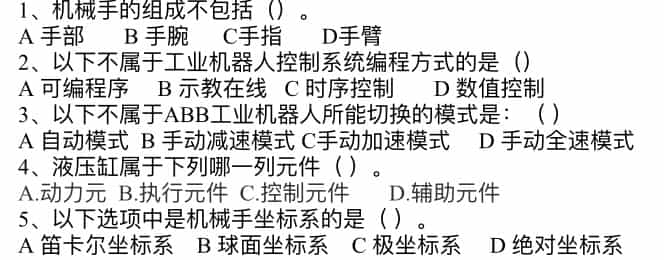 1、机械手的组成不包括（）。
A 手部 B 手腕 C手指 D手臂
2、以下不属于工业机器人控制系统编程方式的是（）
A 可编程序 B 示教在线 C 时序控制 D 数值控制
3、以下不属于ABB工业机器人所能切换的模式是：（ ）
A 自动模式 B 手动减速模式 C手动加速模式 D 手动全速模式
4、液压缸属于下列哪一列元件（ ）。
A.动力元 B.执行元件 C.控制元件 D.辅助元件
5、以下选项中是机械手坐标系的是（ ）。
A 笛卡尔坐标系 B 球面坐标系 C 极坐标系 D 绝对坐标系